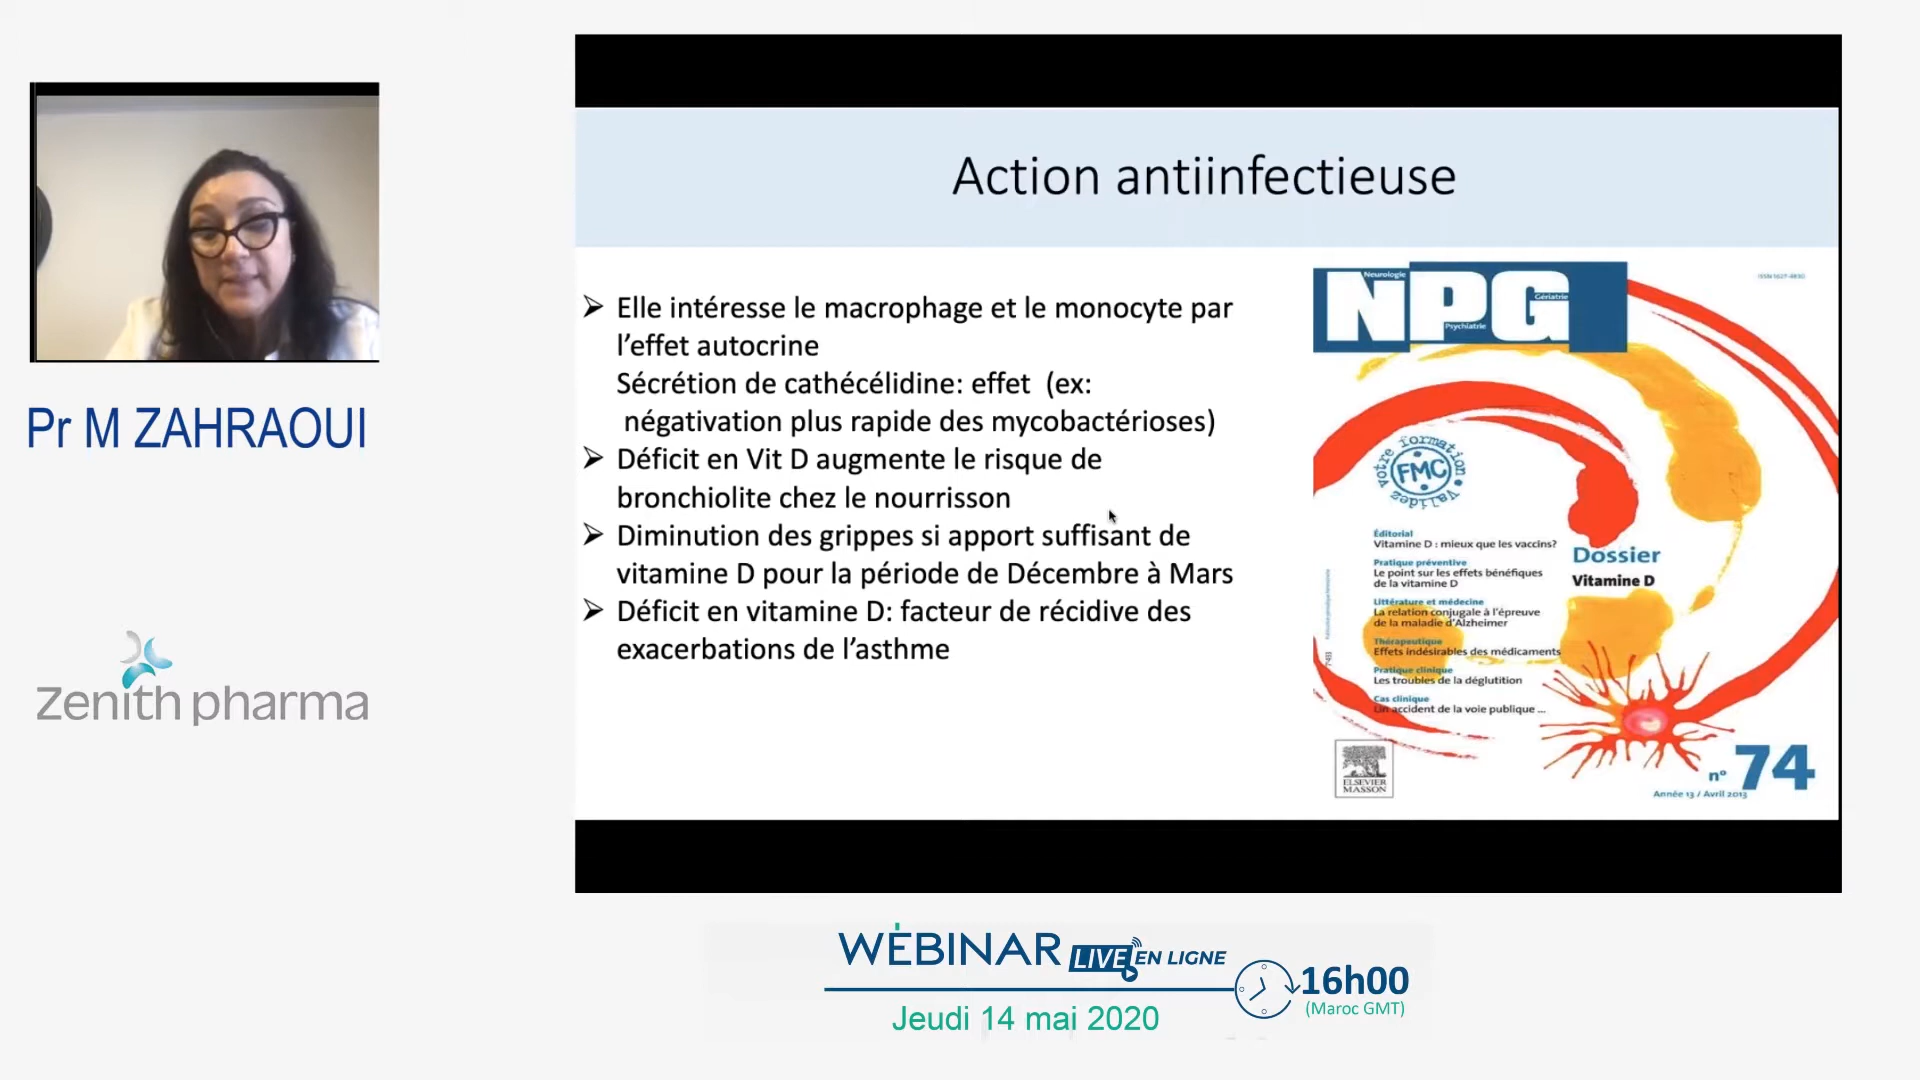 Pr M ZAHRAOUI
zenith pharma
Action antiinfectieuse
➢ Elle intéresse le macrophage et le monocyte par
l'effet autocrine
Sécrétion de cathécélidine: effet (ex:
négativation plus rapide des mycobactérioses)
➢ Déficit en Vit D augmente le risque de
bronchiolite chez le nourrisson
➢ Diminution des grippes si apport suffisant de
vitamine D pour la période de Décembre à Mars
➢ Déficit en vitamine D: facteur de récidive des
exacerbations de l'asthme
NPG
Neurologie
Psychiatrie
Gériatrie
Validez votre formation
FMC
Éditorial
Vitamine D : mieux que les vaccins?
Pratique préventive
Le point sur les effets bénéfiques
de la vitamine D
Littérature et médecine
La relation conjugale à l'épreuve
de la maladie d'Alzheimer
Thérapeutique
Effets indésirables des médicaments
Pratique clinique
Les troubles de la déglutition
Cas clinique
Un accident de la voie publique ...
Dossier
Vitamine D
ELSEVIER
MASSON
n° 74
Année 13 / Avril 2013
WEBINAR LIVE EN LIGNE
Jeudi 14 mai 2020
16h00
(Maroc GMT)